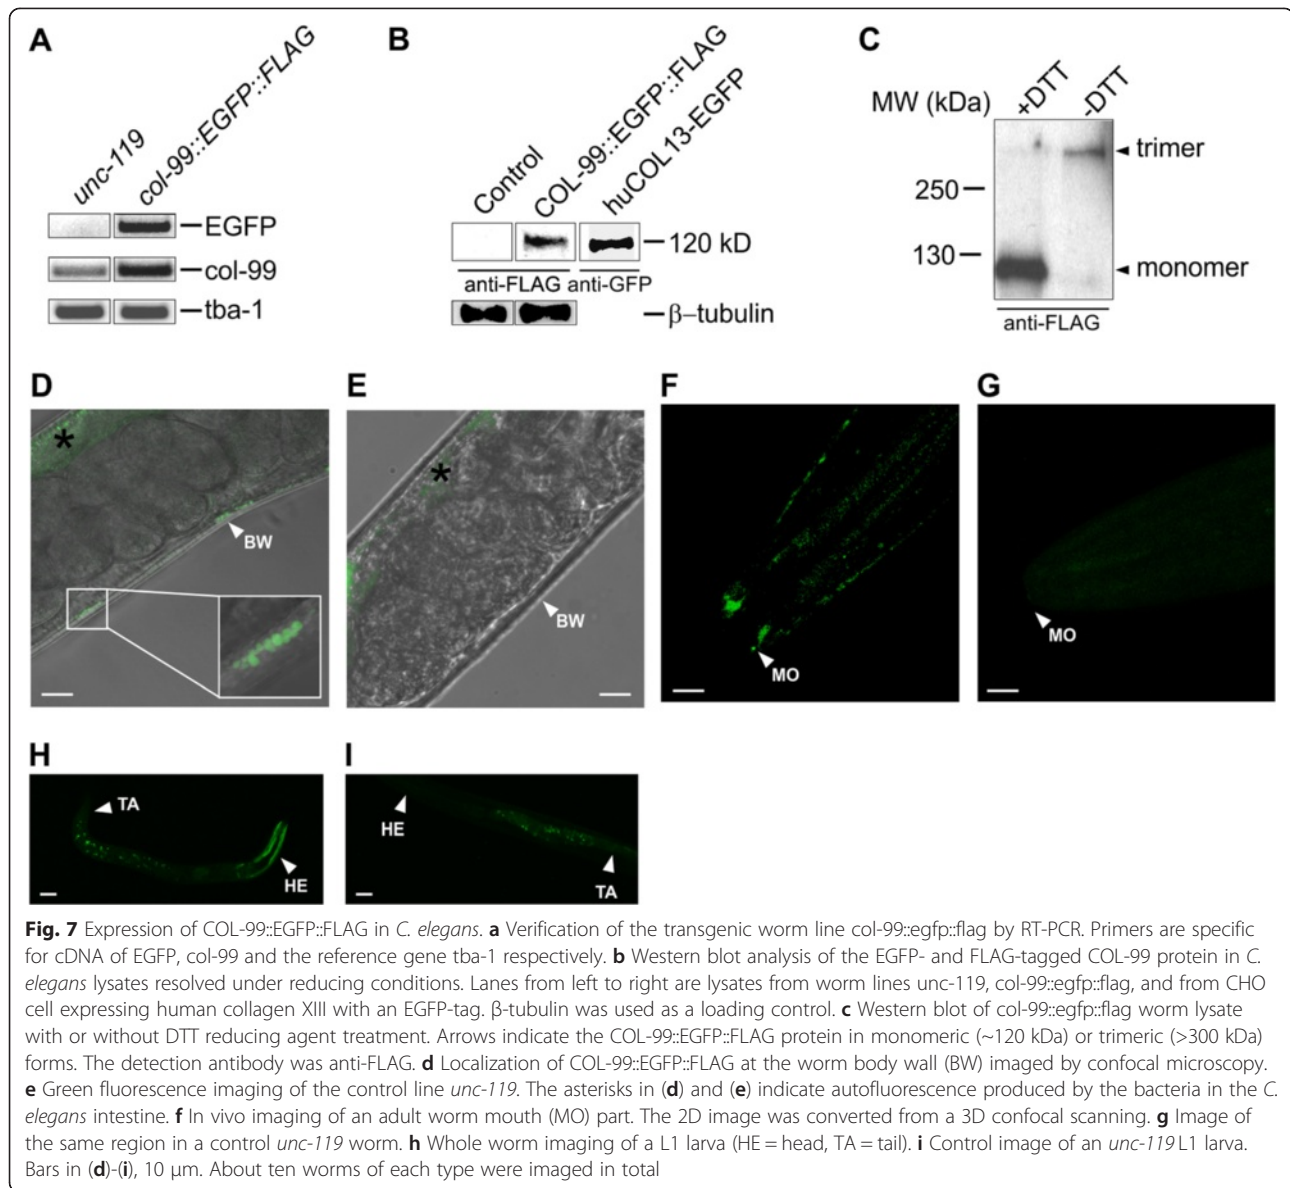 A
B
C
unc-119
col-99::EGFP::FLAG
EGFP
col-99
tba-1
Control
COL-99::EGFP::FLAG
huCOL13-EGFP
120 kD
anti-FLAG anti-GFP
β–tubulin
MW (kDa)
+DTT
-DTT
trimer
250
130
monomer
anti-FLAG
D
E
F
G
*
BW
*
BW
MO
MO
H
I
TA
HE
HE
TA
Fig. 7 Expression of COL-99::EGFP::FLAG in C. elegans. a Verification of the transgenic worm line col-99::egfp::flag by RT-PCR. Primers are specific
for cDNA of EGFP, col-99 and the reference gene tba-1 respectively. b Western blot analysis of the EGFP- and FLAG-tagged COL-99 protein in C.
elegans lysates resolved under reducing conditions. Lanes from left to right are lysates from worm lines unc-119, col-99::egfp::flag, and from CHO
cell expressing human collagen XIII with an EGFP-tag. β-tubulin was used as a loading control. c Western blot of col-99::egfp::flag worm lysate
with or without DTT reducing agent treatment. Arrows indicate the COL-99::EGFP::FLAG protein in monomeric (~120 kDa) or trimeric (>300 kDa)
forms. The detection antibody was anti-FLAG. d Localization of COL-99::EGFP::FLAG at the worm body wall (BW) imaged by confocal microscopy.
e Green fluorescence imaging of the control line unc-119. The asterisks in (d) and (e) indicate autofluorescence produced by the bacteria in the C.
elegans intestine. f In vivo imaging of an adult worm mouth (MO) part. The 2D image was converted from a 3D confocal scanning. g Image of
the same region in a control unc-119 worm. h Whole worm imaging of a L1 larva (HE = head, TA = tail). i Control image of an unc-119 L1 larva.
Bars in (d)-(i), 10 μm. About ten worms of each type were imaged in total